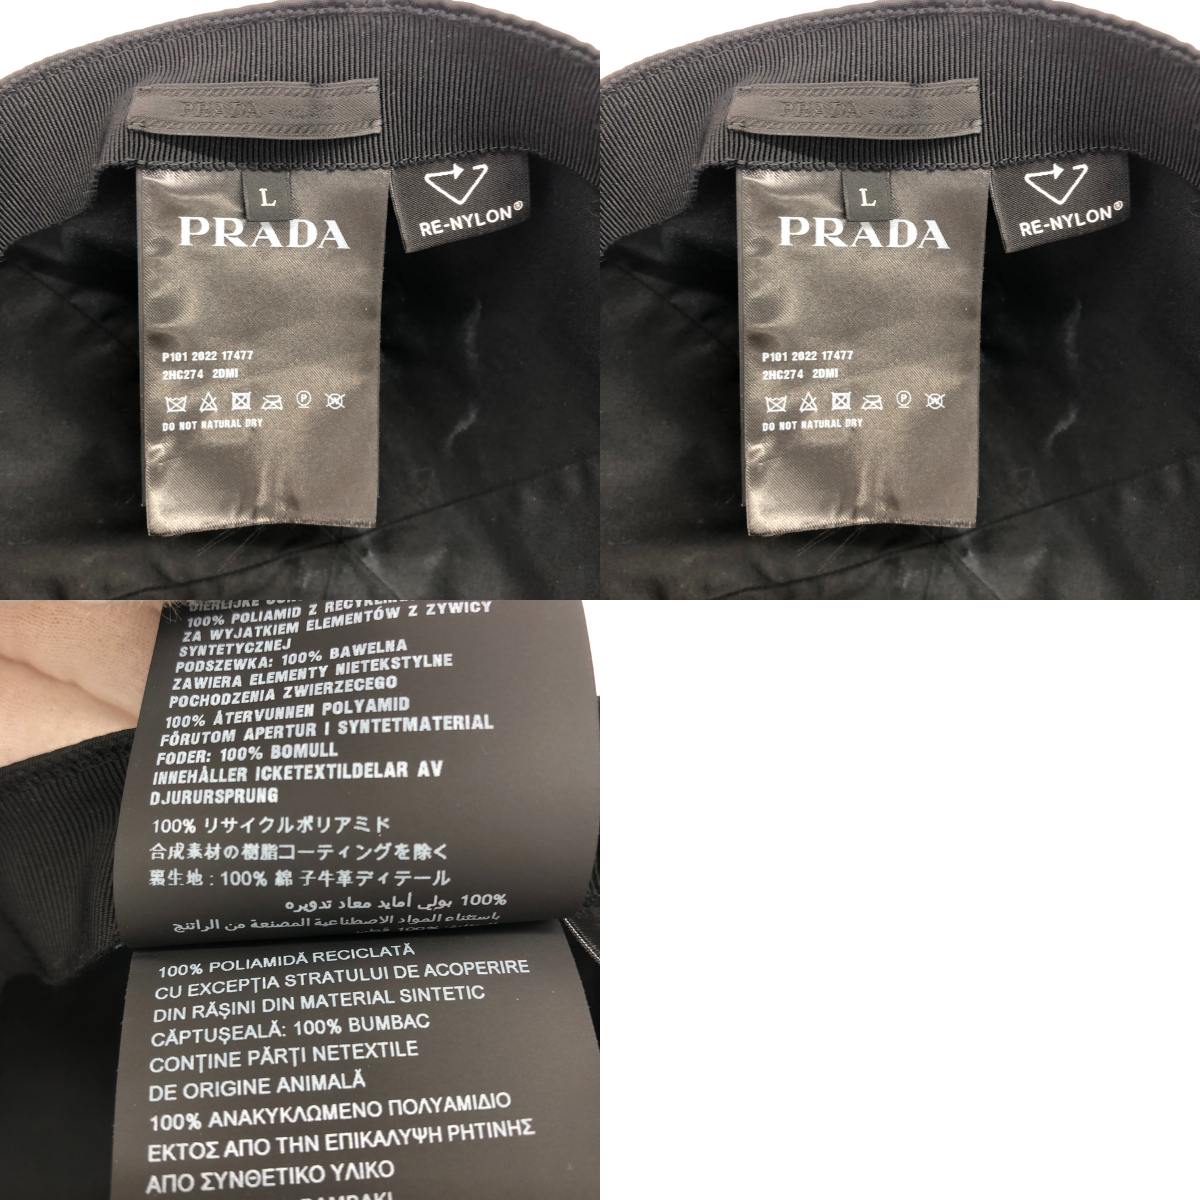 PRADA
L
PRADA
RE-NYLON®
P101 2022 17477
2HC274 2DMI
P
DO NOT NATURAL DRY
PRADA
L
PRADA
RE-NYLON®
P101 2022 17477
2HC274 2DMI
P
DO NOT NATURAL DRY
100% POLIAMID Z
ZA WYJATKIEM ELEMENTÓW Z ZYWICY
SYNTETYCZNEJ
PODSZEWKA: 100% BAWELNA
ZAWIERA ELEMENTY NIETEKSTYLNE
POCHODZENIA ZWIERZECEGO
100% ÅTERVUNNEN POLYAMID
FÖRUTOM APERTUR I SYNTETMATERIAL
FODER: 100% BOMULL
INNEHÅLLER ICKETEXTILDELAR AV
DJURURSPRUNG
100% リサイクルポリアミド
合成素材の樹脂コーティングを除く
裏生地 : 100% 綿 子牛革ディテール
100% بولي أمايد معاد تدويره
باستثناء المواد الاصطناعية المصنعة من الراتنج
100% POLIAMIDĂ RECICLATĂ
CU EXCEPȚIA STRATULUI DE ACOPERIRE
DIN RĂȘINI DIN MATERIAL SINTETIC
CĂPTUȘEALĂ: 100% BUMBAC
CONȚINE PĂRȚI NETEXTILE
DE ORIGINE ANIMALĂ
100% ΑΝΑΚΥΚΛΩΜΕΝΟ ΠΟΛΥΑΜΙΔΙΟ
ΕΚΤΟΣ ΑΠΟ ΤΗΝ ΕΠΙΚΑΛΥΨΗ ΡΗΤΙΝΗΣ
ΑΠΟ ΣΥΝΘΕΤΙΚΟ ΥΛΙΚΟ